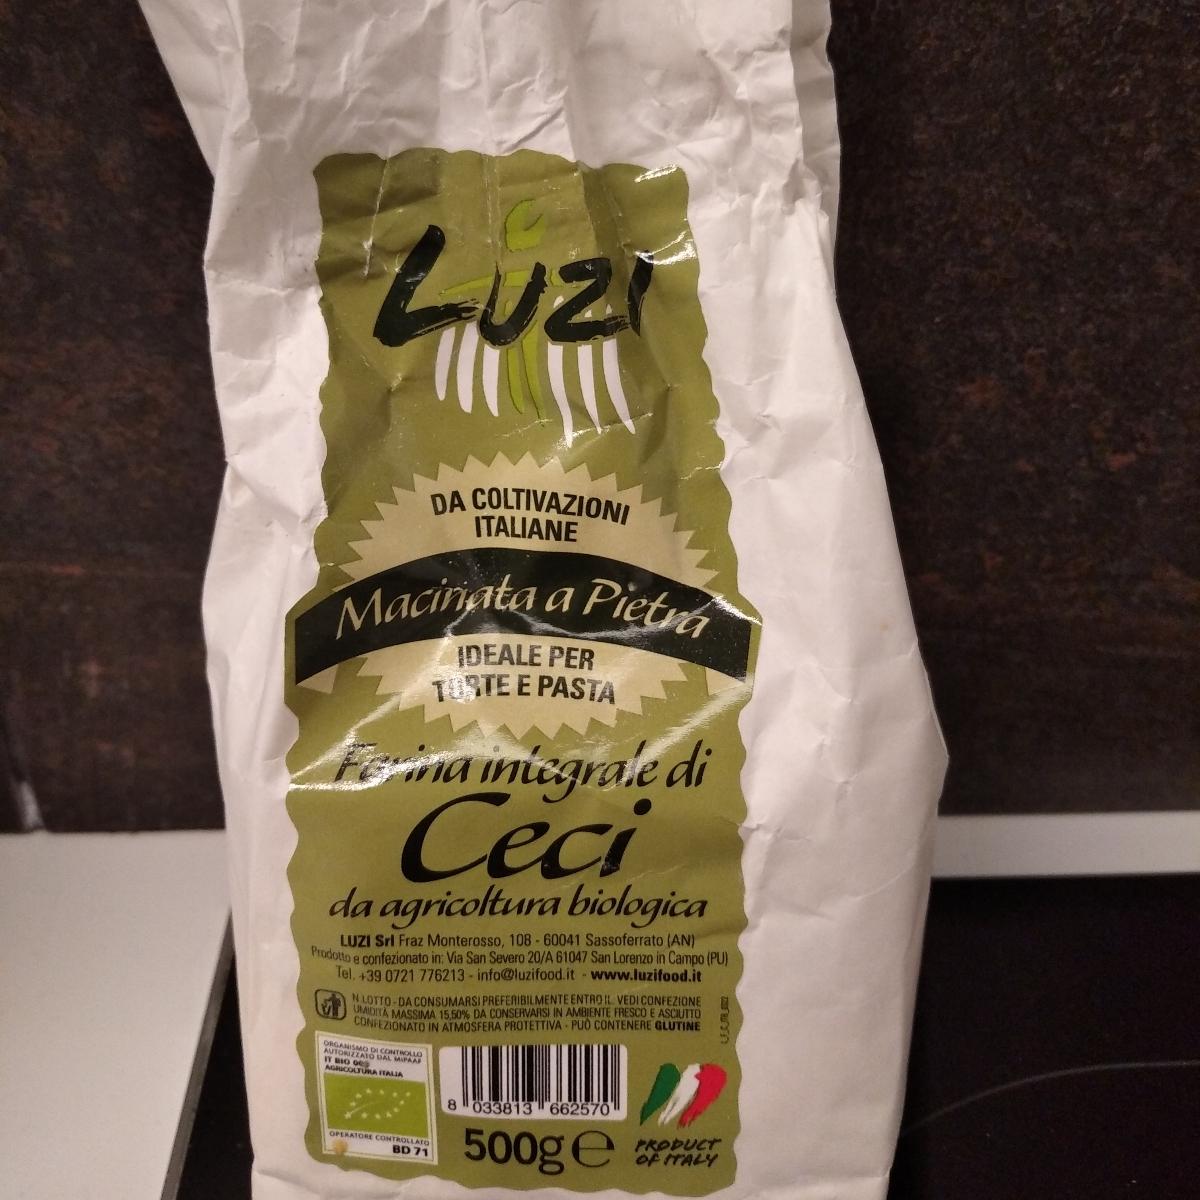 LUZI
DA COLTIVAZIONI
ITALIANE
Macinata a Pietra
IDEALE PER
TORTE E PASTA
Farina integrale di
Ceci
da agricoltura biologica
LUZI Srl Fraz Monterosso, 108 - 60041 Sassoferrato (AN)
Prodotto e confezionato in: Via San Severo 20/A 61047 San Lorenzo in Campo (PU)
Tel. +39 0721 776213 - info@luzifood.it - www.luzifood.it
N.LOTTO - DA CONSUMARSI PREFERIBILMENTE ENTRO IL VEDI CONFEZIONE
UMIDITÀ MASSIMA 15,50% DA CONSERVARSI IN AMBIENTE FRESCO E ASCIUTTO
CONFEZIONATO IN ATMOSFERA PROTETTIVA - PUÒ CONTENERE GLUTINE
ORGANISMO DI CONTROLLO
AUTORIZZATO DAL MIPAAF
IT BIO
AGRICOLTURA ITALIA
OPERATORE CONTROLLATO
BD 71
8 033813 662570
500g e
PRODUCT
OF ITALY